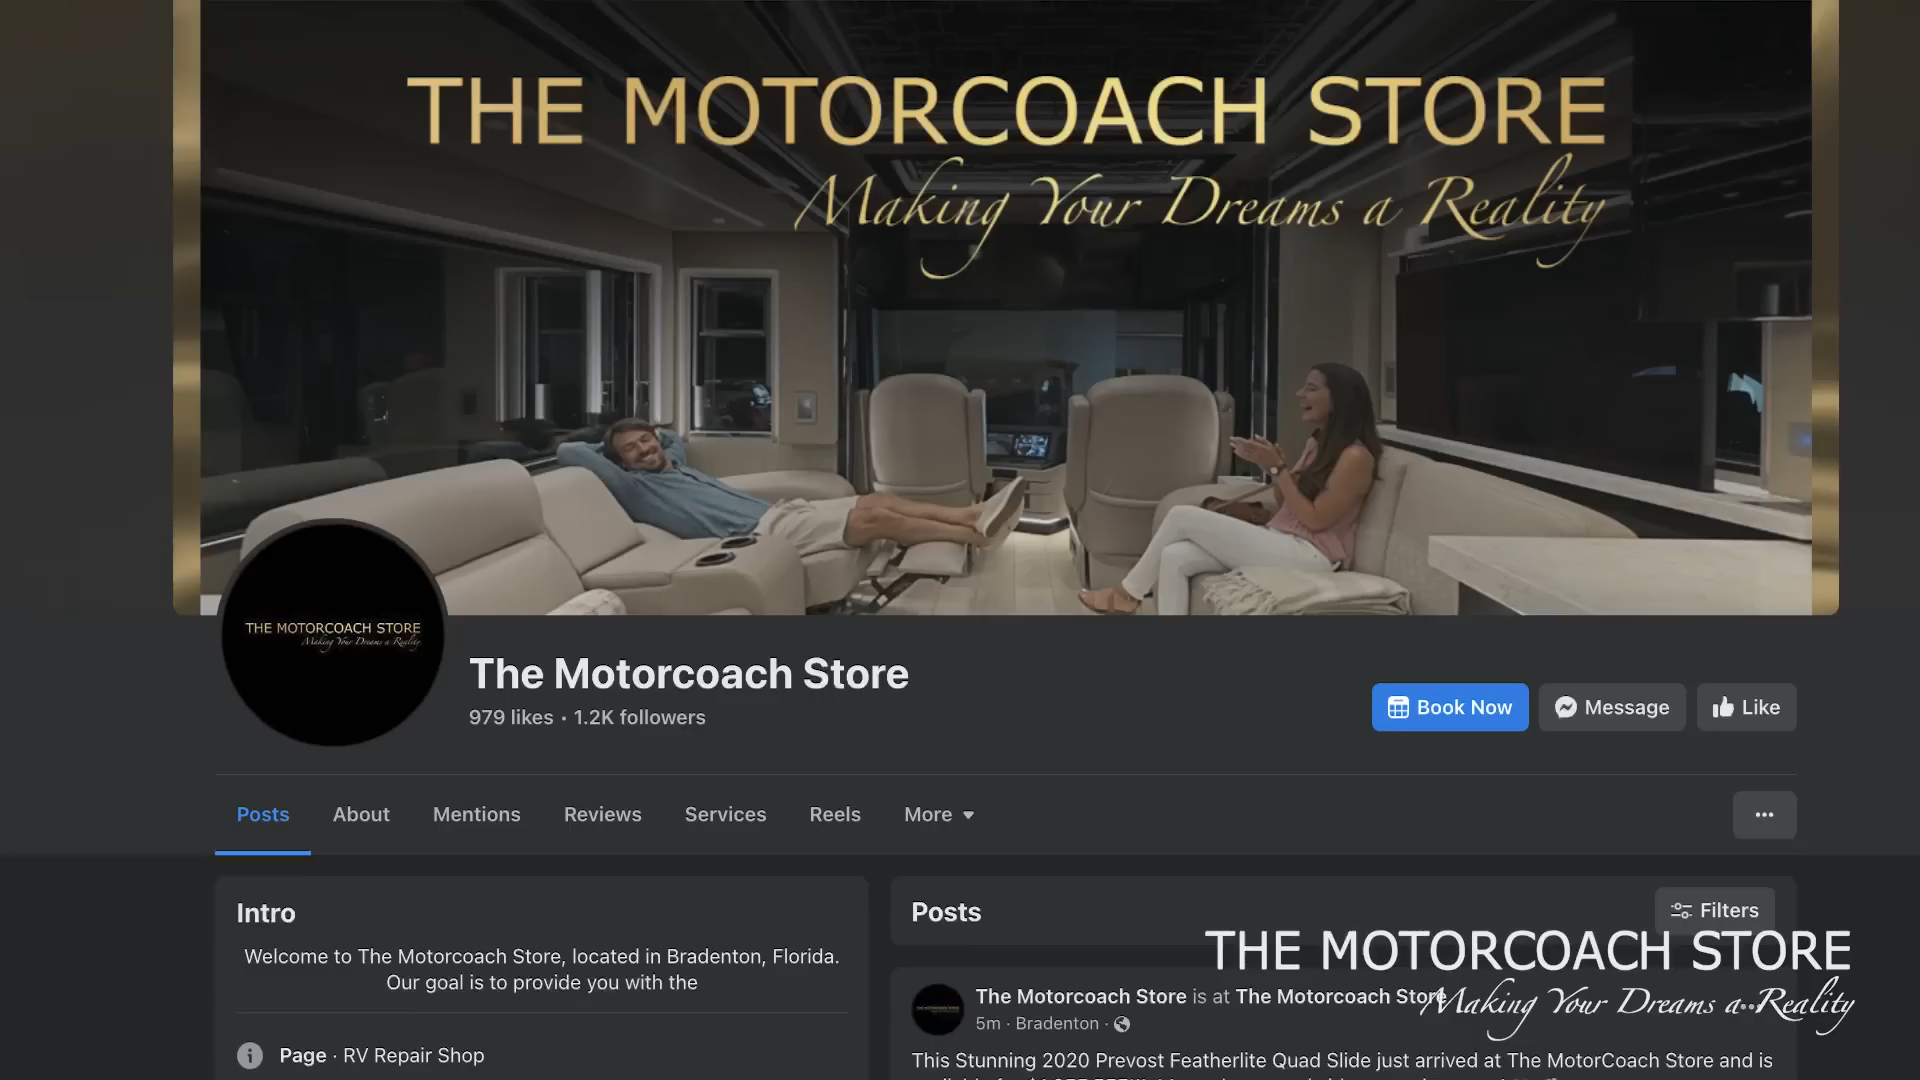 THE MOTORCOACH STORE
Making Your Dreams a Reality
THE MOTORCOACH STORE
Making Your Dreams a Reality
The Motorcoach Store
979 likes • 1.2K followers
Book Now
Message
Like
Posts
About
Mentions
Reviews
Services
Reels
More
Intro
Welcome to The Motorcoach Store, located in Bradenton, Florida.
Our goal is to provide you with the
Page · RV Repair Shop
Posts
Filters
The Motorcoach Store is at The Motorcoach Store
5m · Bradenton ·
This Stunning 2020 Prevost Featherlite Quad Slide just arrived at The MotorCoach Store and is
THE MOTORCOACH STORE
Making Your Dreams a Reality